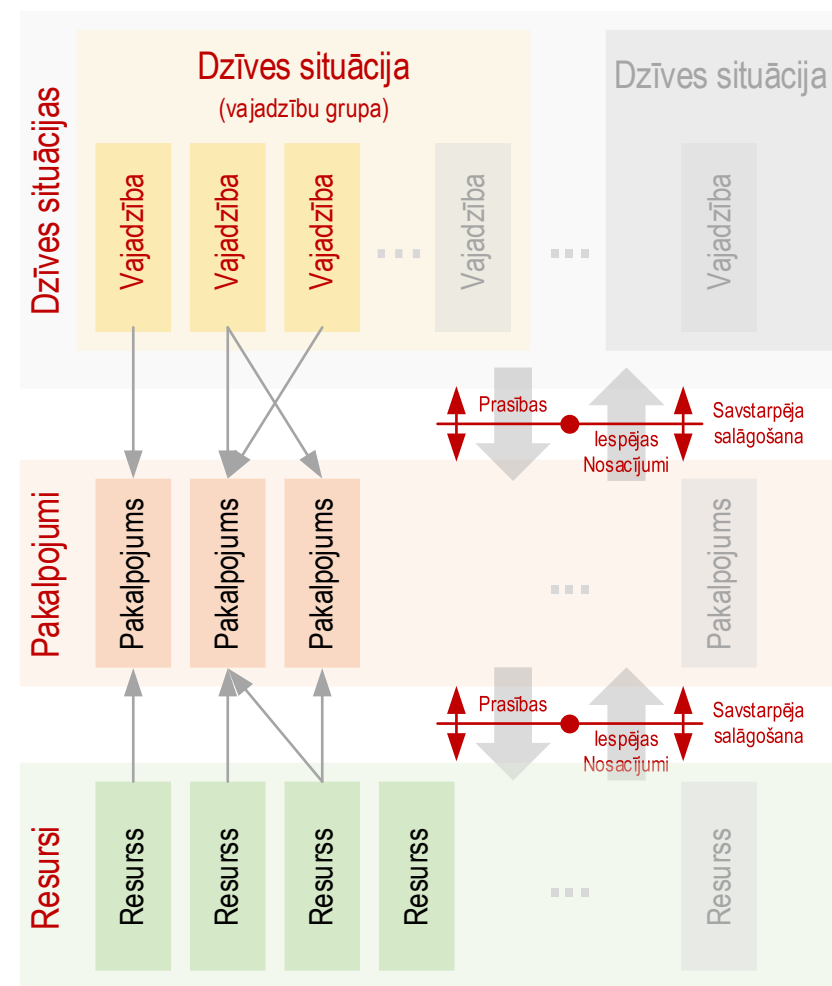 Dzīves situācijas
Dzīves situācija
(vajadzību grupa)
Dzīves situācija
Vajadzība
Vajadzība
Vajadzība
...
Vajadzība
...
Vajadzība
Prasības
Iespējas
Nosacījumi
Savstarpēja
salāgošana
Pakalpojumi
Pakalpojums
Pakalpojums
Pakalpojums
...
Pakalpojums
Prasības
Iespējas
Nosacījumi
Savstarpēja
salāgošana
Resursi
Resurss
Resurss
Resurss
Resurss
...
Resurss